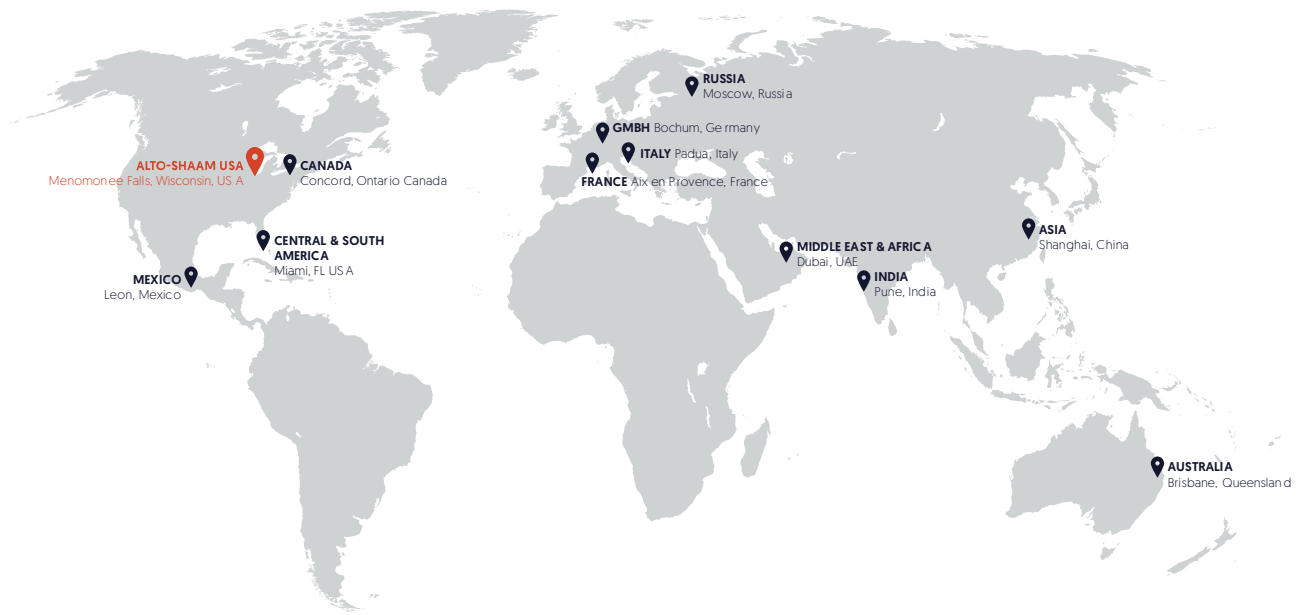 RUSSIA
Moscow, Russia
GMBH Bochum, Germany
ITALY Padua, Italy
FRANCE Aix en Provence, France
ALTO-SHAAM USA
Menomonee Falls, Wisconsin, USA
CANADA
Concord, Ontario Canada
CENTRAL & SOUTH
AMERICA
Miami, FL USA
MEXICO
Leon, Mexico
MIDDLE EAST & AFRICA
Dubai, UAE
INDIA
Pune, India
ASIA
Shanghai, China
AUSTRALIA
Brisbane, Queensland